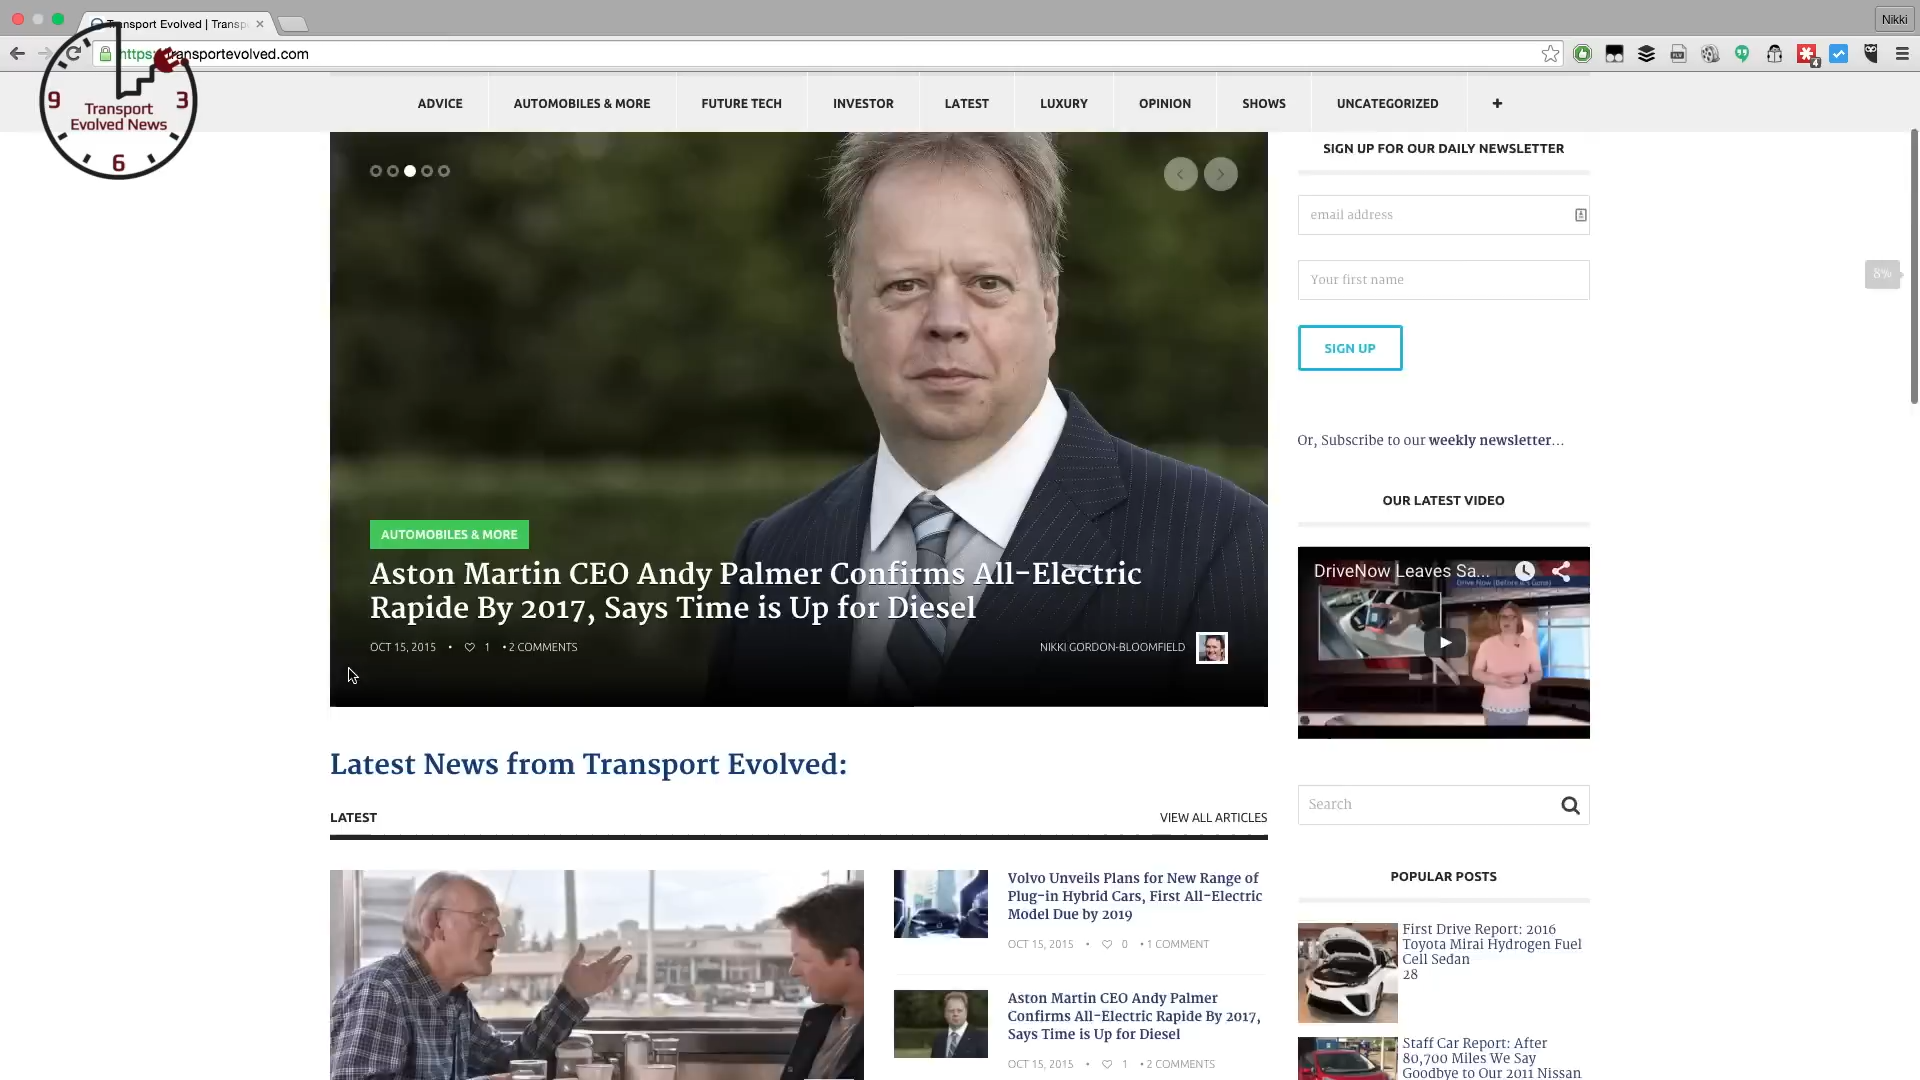 Transport Evolved | Transp
Nikki
https://transportevolved.com
9
3
6
Transport
Evolved News
ADVICE
AUTOMOBILES & MORE
FUTURE TECH
INVESTOR
LATEST
LUXURY
OPINION
SHOWS
UNCATEGORIZED
+
AUTOMOBILES & MORE
Aston Martin CEO Andy Palmer Confirms All-Electric
Rapide By 2017, Says Time is Up for Diesel
OCT 15, 2015 • 1 • 2 COMMENTS
NIKKI GORDON-BLOOMFIELD
SIGN UP FOR OUR DAILY NEWSLETTER
email address
Your first name
SIGN UP
8%
Or, Subscribe to our weekly newsletter...
OUR LATEST VIDEO
DriveNow Leaves Sa...
Drive Now (Before It's Gone)
Search
POPULAR POSTS
First Drive Report: 2016
Toyota Mirai Hydrogen Fuel
Cell Sedan
28
Staff Car Report: After
80,700 Miles We Say
Goodbye to Our 2011 Nissan
Latest News from Transport Evolved:
LATEST
VIEW ALL ARTICLES
Volvo Unveils Plans for New Range of
Plug-in Hybrid Cars, First All-Electric
Model Due by 2019
OCT 15, 2015 • 0 • 1 COMMENT
Aston Martin CEO Andy Palmer
Confirms All-Electric Rapide By 2017,
Says Time is Up for Diesel
OCT 15, 2015 • 1 • 2 COMMENTS